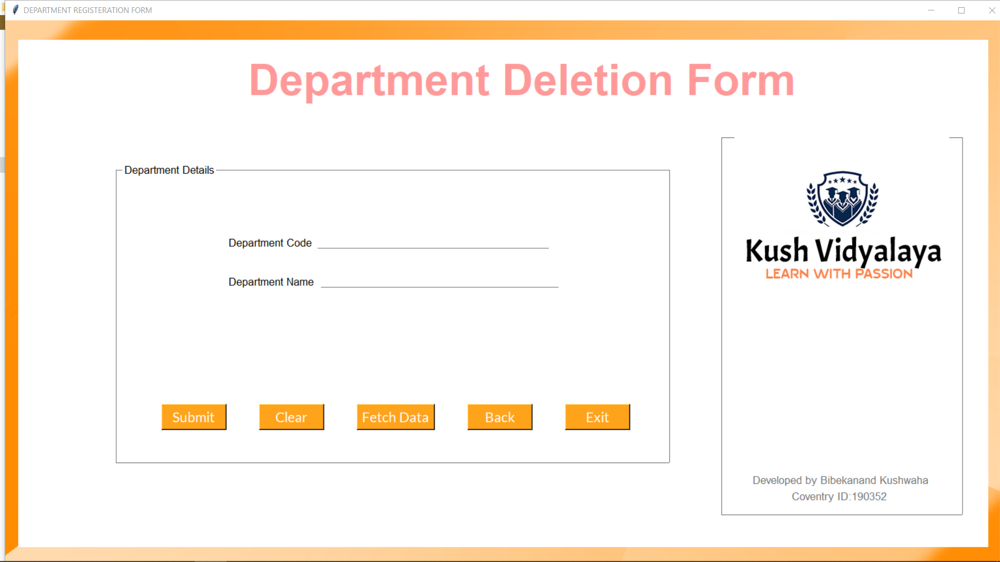 DEPARTMENT REGISTERATION FORM
Department Deletion Form
Department Details
Department Code
Department Name
Submit
Clear
Fetch Data
Back
Exit
Kush Vidyalaya
LEARN WITH PASSION
Developed by Bibekanand Kushwaha
Coventry ID:190352